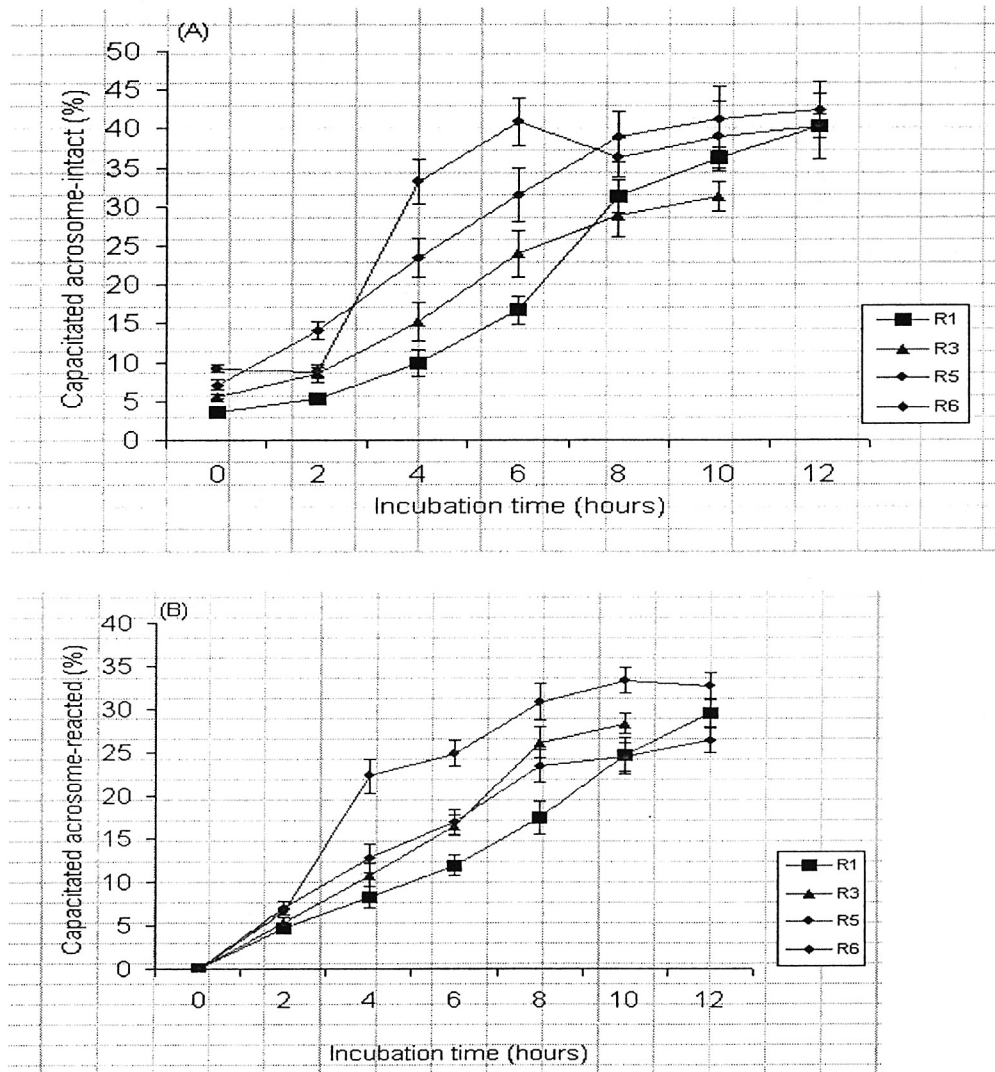 (A)
Capacitated acrosome-intact (%)
50
45
40
35
30
25
20
15
10
5
0
0 2 4 6 8 10 12
Incubation time (hours)
R1
R3
R5
R6
(B)
Capacitated acrosome-reacted (%)
40
35
30
25
20
15
10
5
0
0 2 4 6 8 10 12
Incubation time (hours)
R1
R3
R5
R6